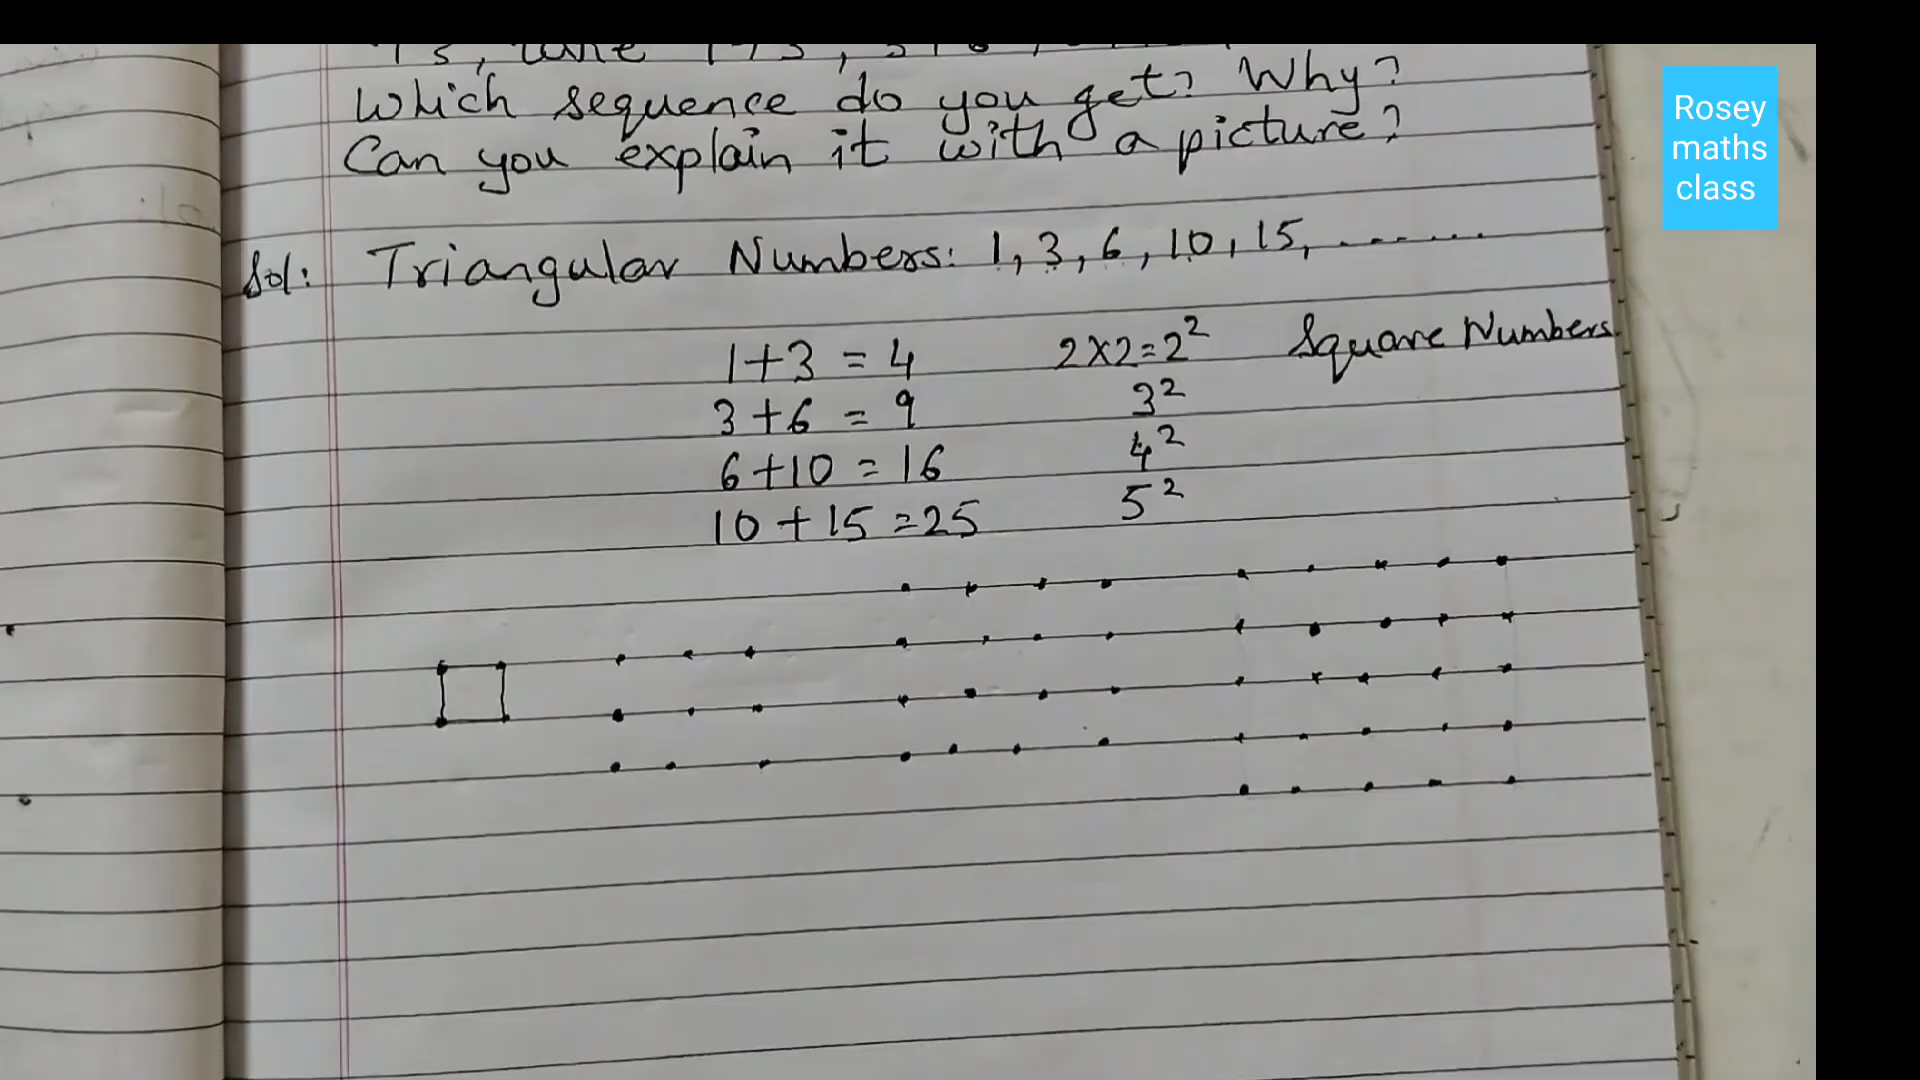 Which sequence do you get? Why?
Can you explain it with a picture?
Sol: Triangular Numbers: 1, 3, 6, 10, 15, .......
1+3 = 4 2×2=2² Square Numbers.
3+6 = 9 3²
6+10 = 16 4²
10+15=25 5²
Rosey
maths
class